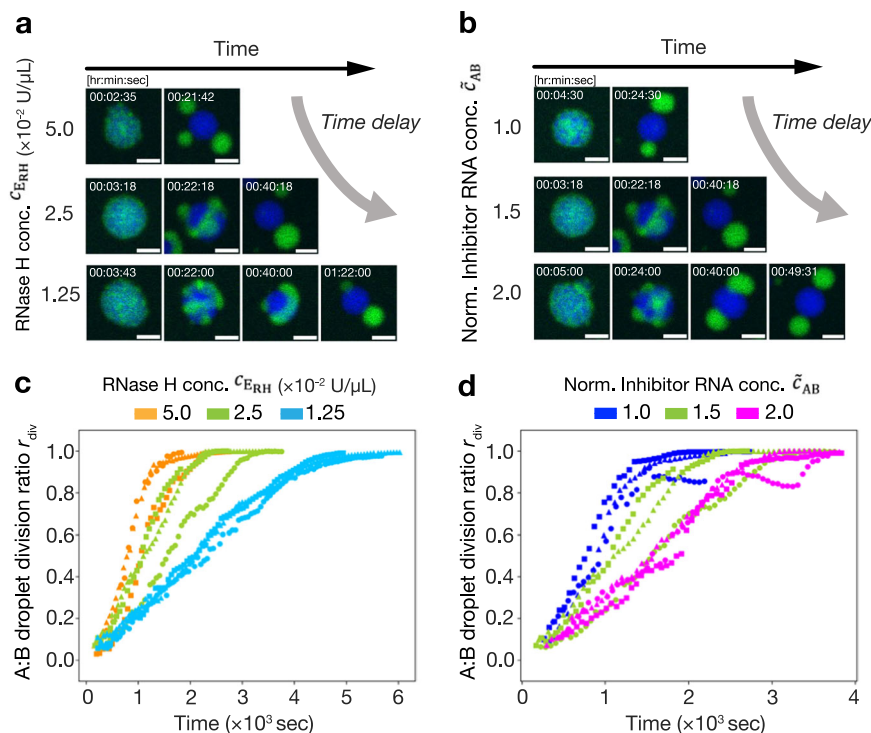 a
Time
[hr:min:sec]
RNase H conc. c_E_RH (×10⁻² U/µL)
5.0
00:02:35 00:21:42
Time delay
2.5
00:03:18 00:22:18 00:40:18
1.25
00:03:43 00:22:00 00:40:00 01:22:00
b
Time
[hr:min:sec]
Norm. Inhibitor RNA conc. c̃_AB
1.0
00:04:30 00:24:30
Time delay
1.5
00:03:18 00:22:18 00:40:18
2.0
00:05:00 00:24:00 00:40:00 00:49:31
c
RNase H conc. c_E_RH (×10⁻² U/µL)
5.0 2.5 1.25
A:B droplet division ratio r_div
1.0
0.8
0.6
0.4
0.2
0.0
0 1 2 3 4 5 6
Time (×10³ sec)
d
Norm. Inhibitor RNA conc. c̃_AB
1.0 1.5 2.0
A:B droplet division ratio r_div
1.0
0.8
0.6
0.4
0.2
0.0
0 1 2 3 4
Time (×10³ sec)